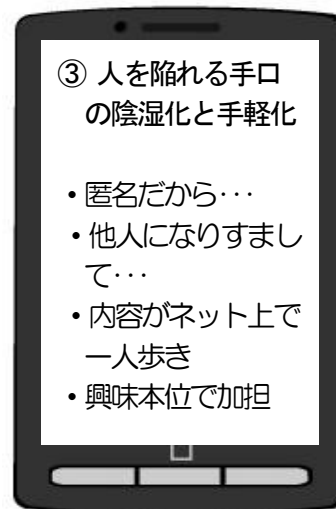 ③ 人を陥れる手口
の陰湿化と手軽化
・匿名だから･･･
・他人になりすまし
て･･･
・内容がネット上で
一人歩き
・興味本位で加担